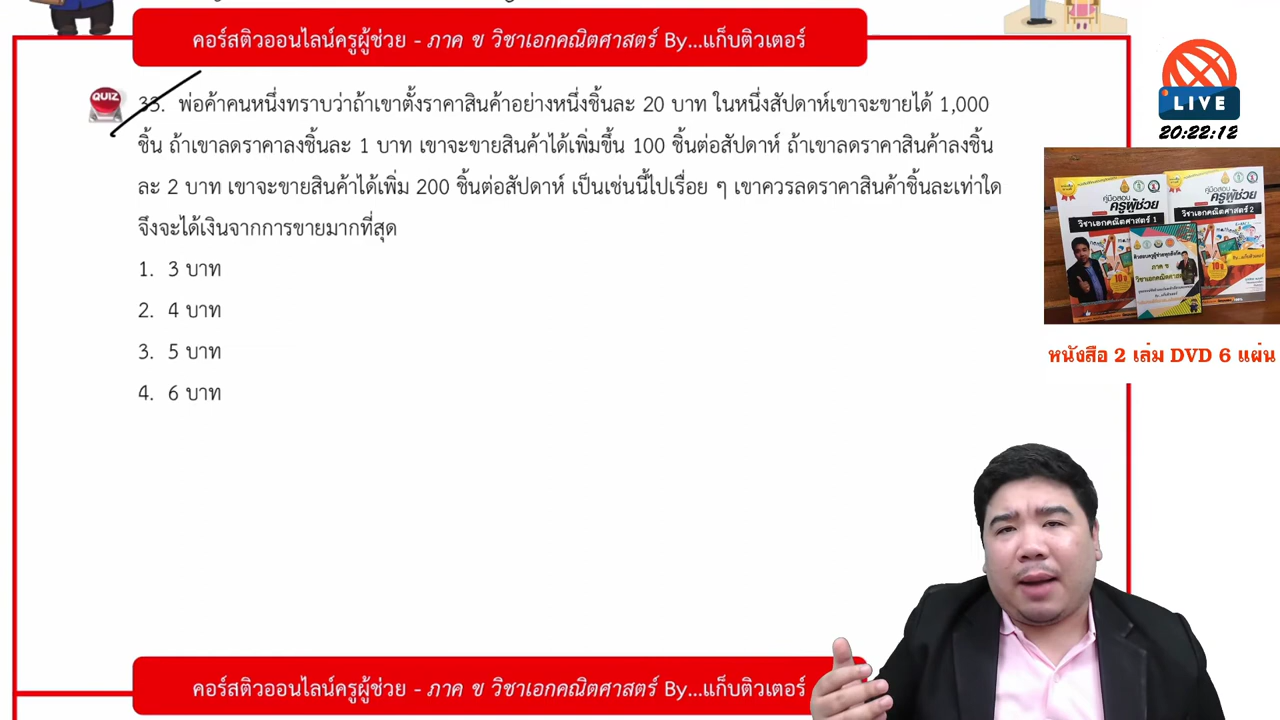 คอร์สติวออนไลน์ครูผู้ช่วย - ภาค ข วิชาเอกคณิตศาสตร์ By...แก็บติวเตอร์
QUIZ
33. พ่อค้าคนหนึ่งทราบว่าถ้าเขาตั้งราคาสินค้าอย่างหนึ่งชิ้นละ 20 บาท ในหนึ่งสัปดาห์เขาจะขายได้ 1,000
ชิ้น ถ้าเขาลดราคาลงชิ้นละ 1 บาท เขาจะขายสินค้าได้เพิ่มขึ้น 100 ชิ้นต่อสัปดาห์ ถ้าเขาลดราคาสินค้าลงชิ้น
ละ 2 บาท เขาจะขายสินค้าได้เพิ่ม 200 ชิ้นต่อสัปดาห์ เป็นเช่นนี้ไปเรื่อย ๆ เขาควรลดราคาสินค้าชิ้นละเท่าใด
จึงจะได้เงินจากการขายมากที่สุด
1. 3 บาท
2. 4 บาท
3. 5 บาท
4. 6 บาท
LIVE
20:22:12
คู่มือสอบ
ครูผู้ช่วย
วิชาเอกคณิตศาสตร์ 1
คู่มือสอบ
ครูผู้ช่วย
วิชาเอกคณิตศาสตร์ 2
ภาค ข
หนังสือ 2 เล่ม DVD 6 แผ่น
คอร์สติวออนไลน์ครูผู้ช่วย - ภาค ข วิชาเอกคณิตศาสตร์ By...แก็บติวเตอร์